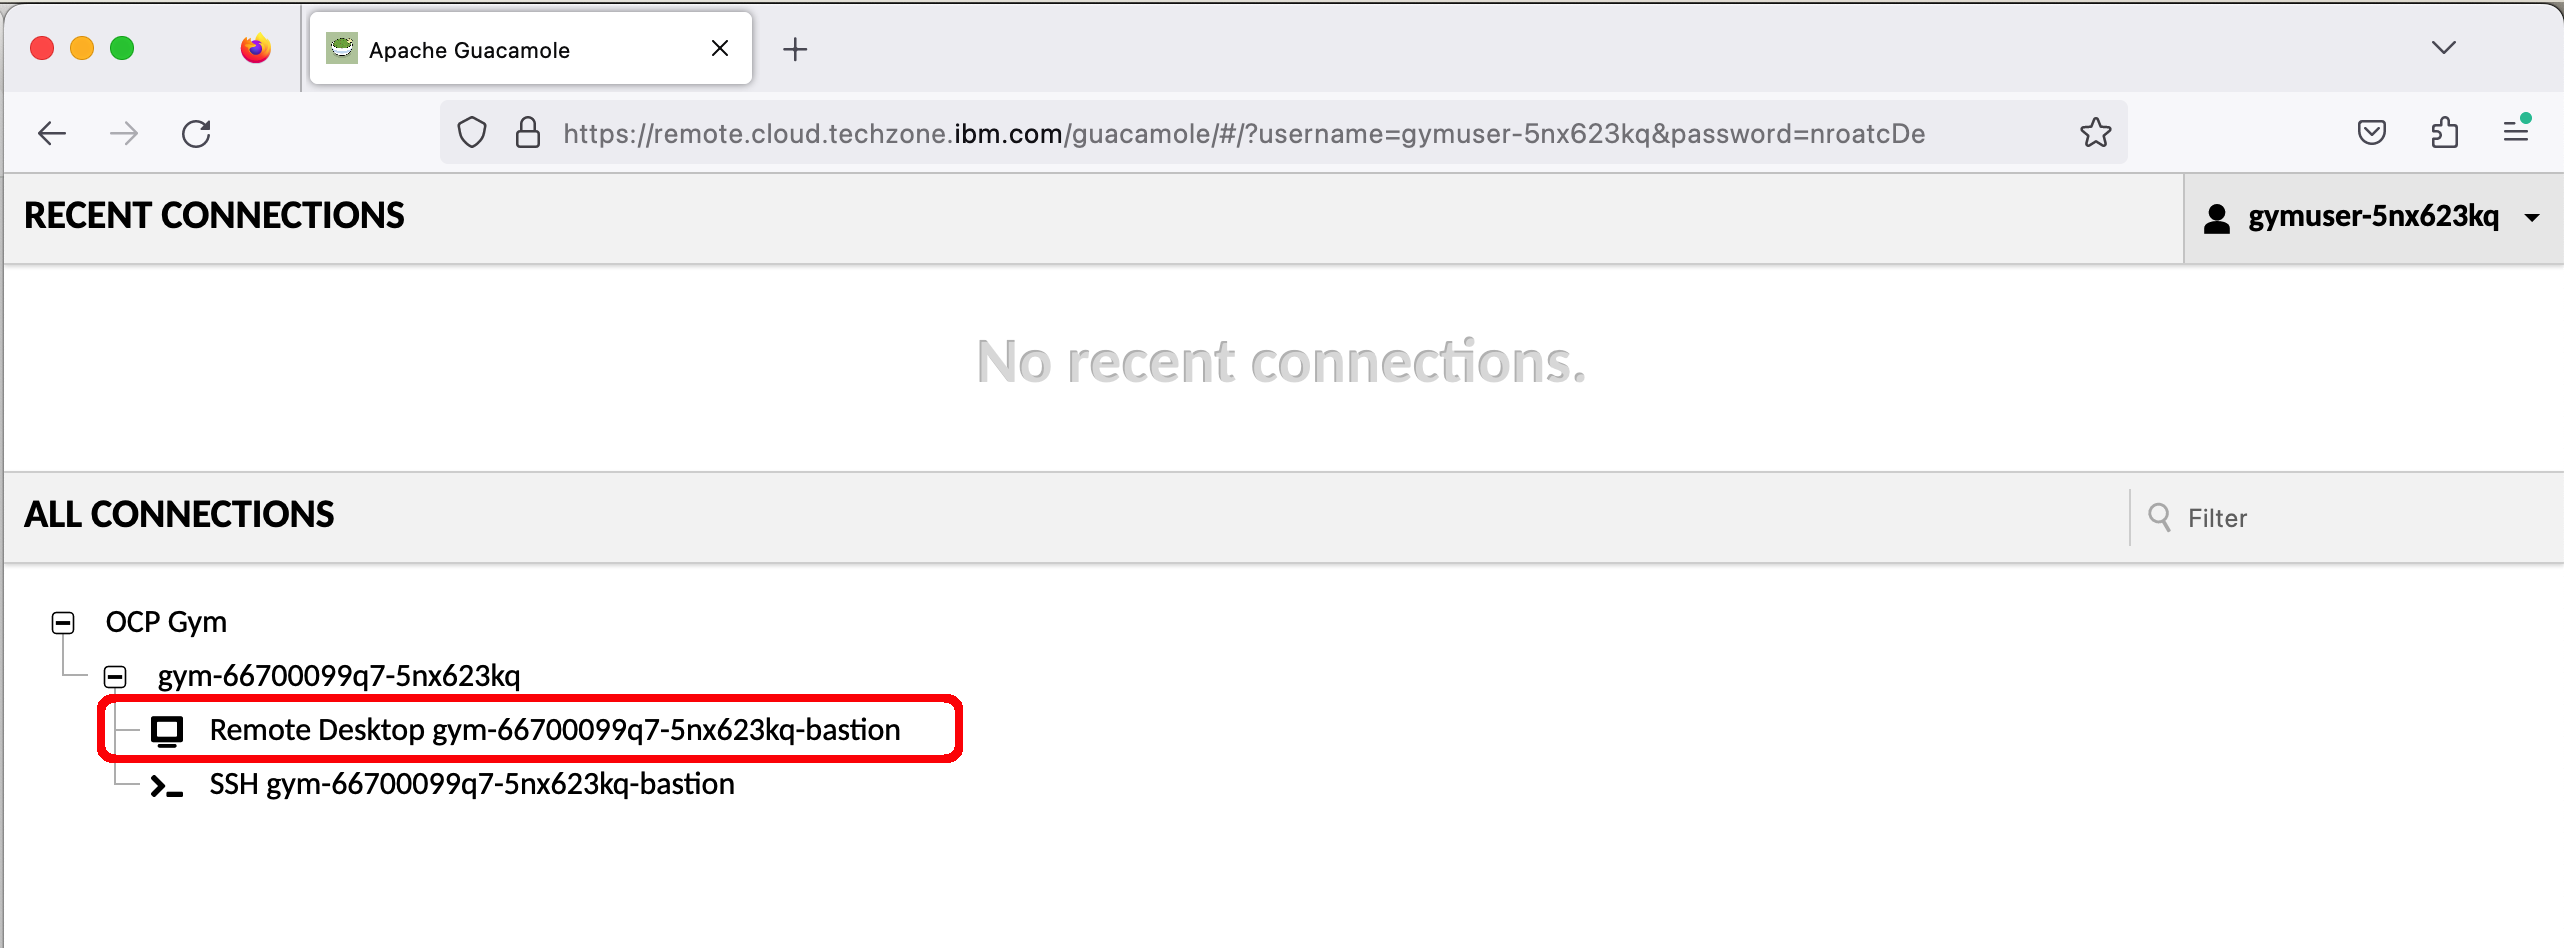 Apache Guacamole
https://remote.cloud.techzone.ibm.com/guacamole/#/?username=gymuser-5nx623kq&password=nroatcDe
RECENT CONNECTIONS
gymuser-5nx623kq
No recent connections.
ALL CONNECTIONS
Filter
OCP Gym
gym-66700099q7-5nx623kq
Remote Desktop gym-66700099q7-5nx623kq-bastion
SSH gym-66700099q7-5nx623kq-bastion